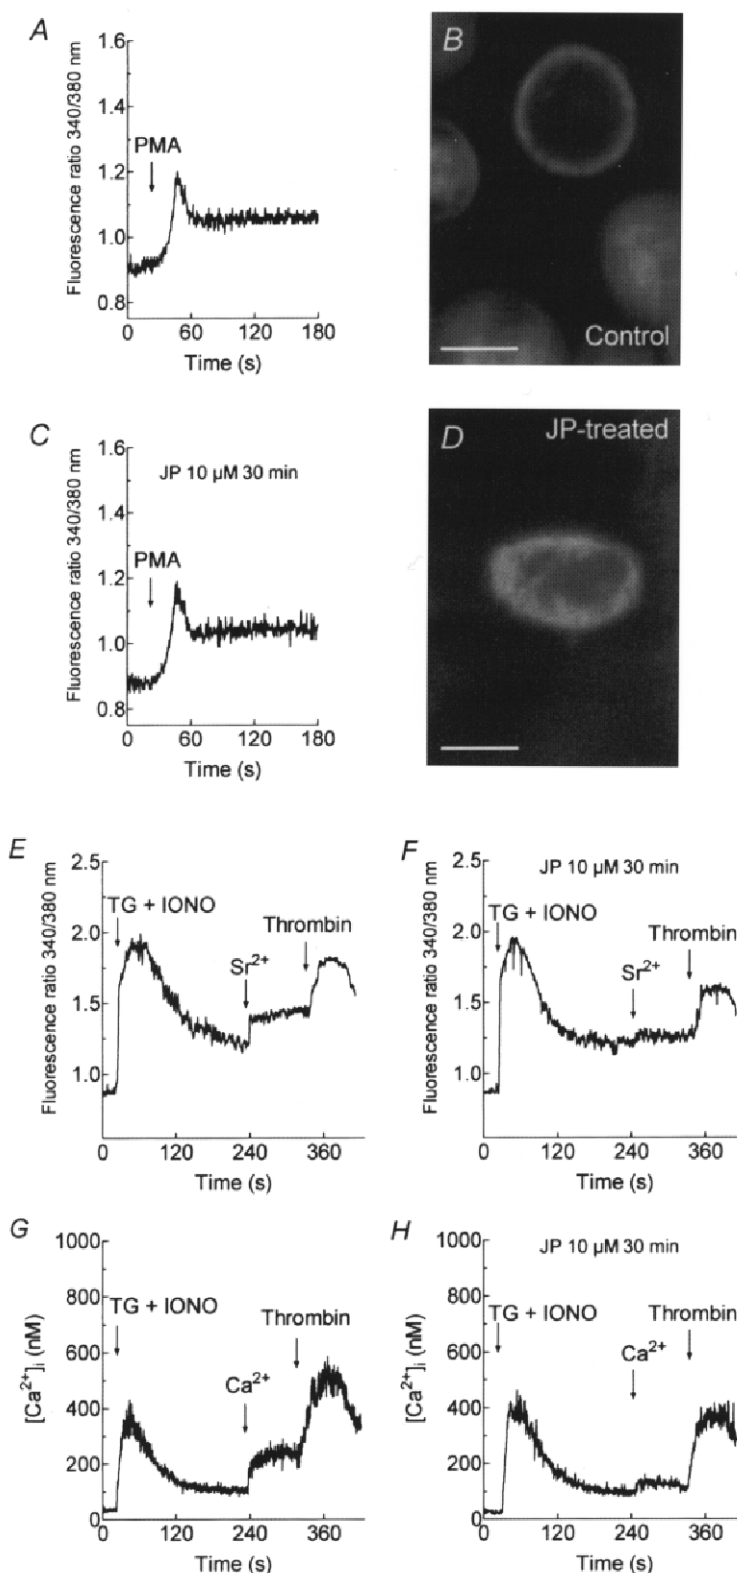 A
Fluorescence ratio 340/380 nm
1.6
1.4
1.2
1.0
0.8
PMA
0 60 120 180
Time (s)
B
Control
C
Fluorescence ratio 340/380 nm
1.6
1.4
1.2
1.0
0.8
JP 10 µM 30 min
PMA
0 60 120 180
Time (s)
D
JP-treated
E
Fluorescence ratio 340/380 nm
2.5
2.0
1.5
1.0
TG + IONO
Sr²⁺
Thrombin
0 120 240 360
Time (s)
F
Fluorescence ratio 340/380 nm
2.5
2.0
1.5
1.0
JP 10 µM 30 min
TG + IONO
Sr²⁺
Thrombin
0 120 240 360
Time (s)
G
[Ca²⁺]i (nM)
1000
800
600
400
200
0
TG + IONO
Ca²⁺
Thrombin
0 120 240 360
Time (s)
H
[Ca²⁺]i (nM)
1000
800
600
400
200
0
JP 10 µM 30 min
TG + IONO
Ca²⁺
Thrombin
0 120 240 360
Time (s)